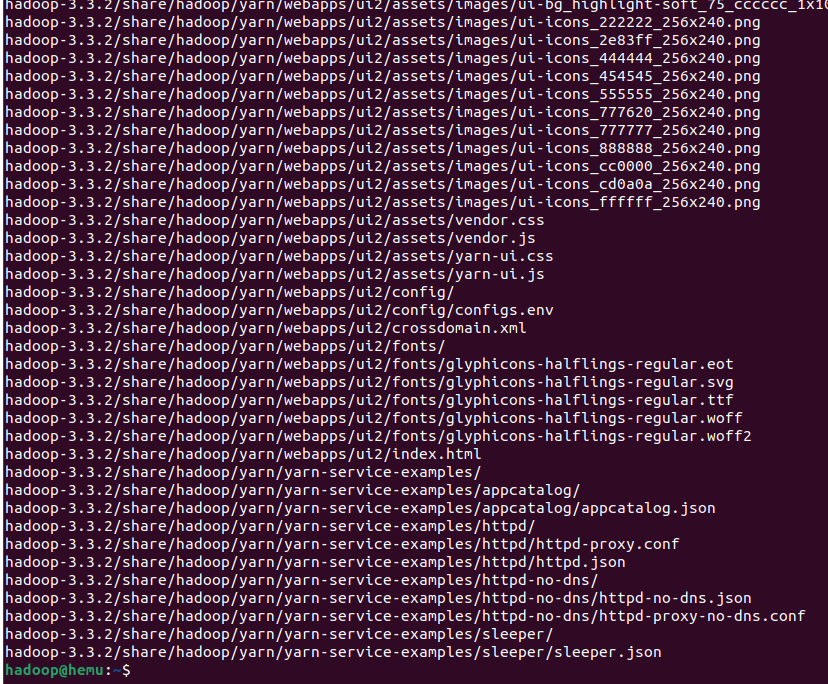 hadoop-3.3.2/share/hadoop/yarn/webapps/ui2/assets/images/ui-bg_highlight-soft_75_cccccc_1x10
hadoop-3.3.2/share/hadoop/yarn/webapps/ui2/assets/images/ui-icons_222222_256x240.png
hadoop-3.3.2/share/hadoop/yarn/webapps/ui2/assets/images/ui-icons_2e83ff_256x240.png
hadoop-3.3.2/share/hadoop/yarn/webapps/ui2/assets/images/ui-icons_444444_256x240.png
hadoop-3.3.2/share/hadoop/yarn/webapps/ui2/assets/images/ui-icons_454545_256x240.png
hadoop-3.3.2/share/hadoop/yarn/webapps/ui2/assets/images/ui-icons_555555_256x240.png
hadoop-3.3.2/share/hadoop/yarn/webapps/ui2/assets/images/ui-icons_777620_256x240.png
hadoop-3.3.2/share/hadoop/yarn/webapps/ui2/assets/images/ui-icons_777777_256x240.png
hadoop-3.3.2/share/hadoop/yarn/webapps/ui2/assets/images/ui-icons_888888_256x240.png
hadoop-3.3.2/share/hadoop/yarn/webapps/ui2/assets/images/ui-icons_cc0000_256x240.png
hadoop-3.3.2/share/hadoop/yarn/webapps/ui2/assets/images/ui-icons_cd0a0a_256x240.png
hadoop-3.3.2/share/hadoop/yarn/webapps/ui2/assets/images/ui-icons_ffffff_256x240.png
hadoop-3.3.2/share/hadoop/yarn/webapps/ui2/assets/vendor.css
hadoop-3.3.2/share/hadoop/yarn/webapps/ui2/assets/vendor.js
hadoop-3.3.2/share/hadoop/yarn/webapps/ui2/assets/yarn-ui.css
hadoop-3.3.2/share/hadoop/yarn/webapps/ui2/assets/yarn-ui.js
hadoop-3.3.2/share/hadoop/yarn/webapps/ui2/config/
hadoop-3.3.2/share/hadoop/yarn/webapps/ui2/config/configs.env
hadoop-3.3.2/share/hadoop/yarn/webapps/ui2/crossdomain.xml
hadoop-3.3.2/share/hadoop/yarn/webapps/ui2/fonts/
hadoop-3.3.2/share/hadoop/yarn/webapps/ui2/fonts/glyphicons-halflings-regular.eot
hadoop-3.3.2/share/hadoop/yarn/webapps/ui2/fonts/glyphicons-halflings-regular.svg
hadoop-3.3.2/share/hadoop/yarn/webapps/ui2/fonts/glyphicons-halflings-regular.ttf
hadoop-3.3.2/share/hadoop/yarn/webapps/ui2/fonts/glyphicons-halflings-regular.woff
hadoop-3.3.2/share/hadoop/yarn/webapps/ui2/fonts/glyphicons-halflings-regular.woff2
hadoop-3.3.2/share/hadoop/yarn/webapps/ui2/index.html
hadoop-3.3.2/share/hadoop/yarn/yarn-service-examples/
hadoop-3.3.2/share/hadoop/yarn/yarn-service-examples/appcatalog/
hadoop-3.3.2/share/hadoop/yarn/yarn-service-examples/appcatalog/appcatalog.json
hadoop-3.3.2/share/hadoop/yarn/yarn-service-examples/httpd/
hadoop-3.3.2/share/hadoop/yarn/yarn-service-examples/httpd/httpd-proxy.conf
hadoop-3.3.2/share/hadoop/yarn/yarn-service-examples/httpd/httpd.json
hadoop-3.3.2/share/hadoop/yarn/yarn-service-examples/httpd-no-dns/
hadoop-3.3.2/share/hadoop/yarn/yarn-service-examples/httpd-no-dns/httpd-no-dns.json
hadoop-3.3.2/share/hadoop/yarn/yarn-service-examples/httpd-no-dns/httpd-proxy-no-dns.conf
hadoop-3.3.2/share/hadoop/yarn/yarn-service-examples/sleeper/
hadoop-3.3.2/share/hadoop/yarn/yarn-service-examples/sleeper/sleeper.json
hadoop@hemu:~$